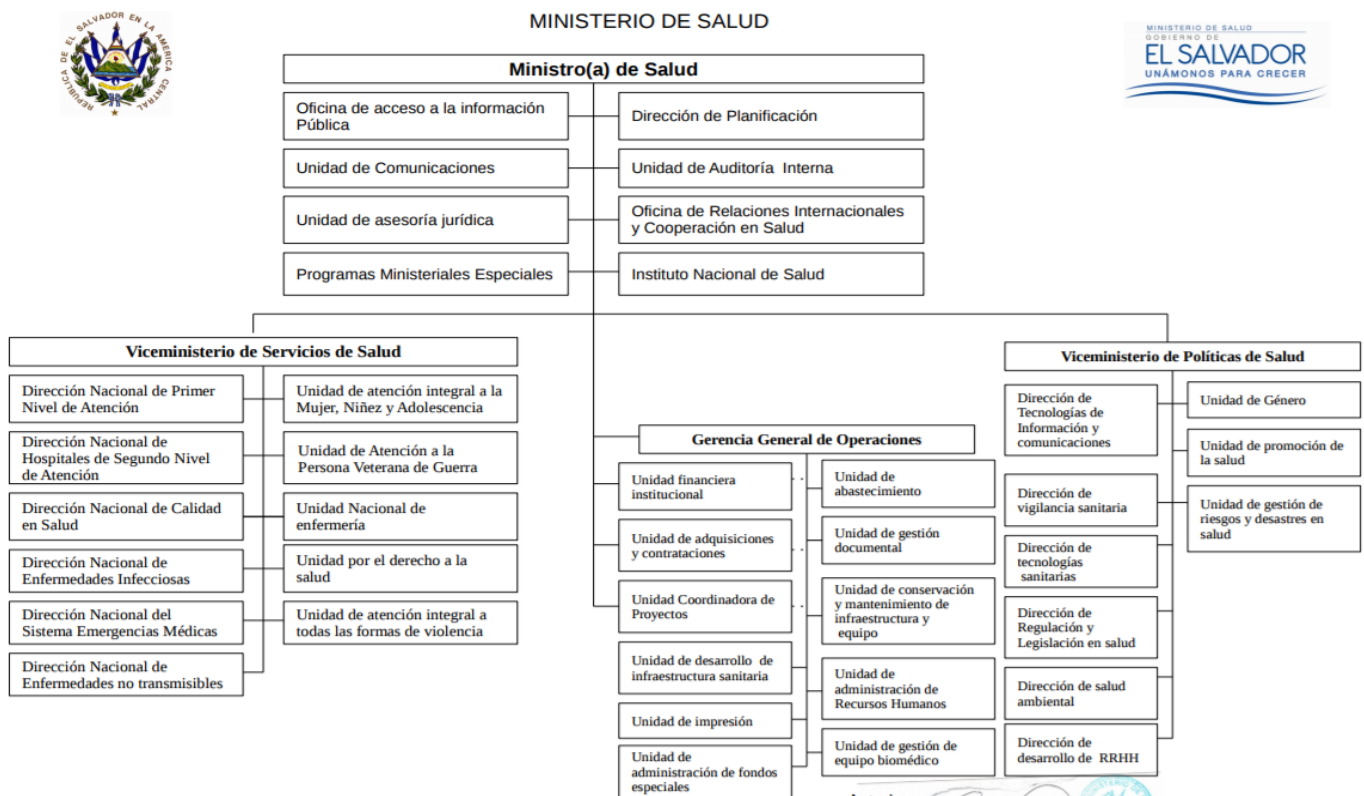 MINISTERIO DE SALUD
REPUBLICA DE EL SALVADOR EN LA AMERICA CENTRAL
MINISTERIO DE SALUD
GOBIERNO DE
EL SALVADOR
UNÁMONOS PARA CRECER
Ministro(a) de Salud
Oficina de acceso a la información
Pública
Dirección de Planificación
Unidad de Comunicaciones
Unidad de Auditoría Interna
Unidad de asesoría jurídica
Oficina de Relaciones Internacionales
y Cooperación en Salud
Programas Ministeriales Especiales
Instituto Nacional de Salud
Viceministerio de Servicios de Salud
Dirección Nacional de Primer
Nivel de Atención
Unidad de atención integral a la
Mujer, Niñez y Adolescencia
Dirección Nacional de
Hospitales de Segundo Nivel
de Atención
Unidad de Atención a la
Persona Veterana de Guerra
Dirección Nacional de Calidad
en Salud
Unidad Nacional de
enfermería
Dirección Nacional de
Enfermedades Infecciosas
Unidad por el derecho a la
salud
Dirección Nacional del
Sistema Emergencias Médicas
Unidad de atención integral a
todas las formas de violencia
Dirección Nacional de
Enfermedades no transmisibles
Gerencia General de Operaciones
Unidad financiera
institucional
Unidad de
abastecimiento
Unidad de adquisiciones
y contrataciones
Unidad de gestión
documental
Unidad Coordinadora de
Proyectos
Unidad de conservación
y mantenimiento de
infraestructura y
equipo
Unidad de desarrollo de
infraestructura sanitaria
Unidad de
administración de
Recursos Humanos
Unidad de impresión
Unidad de gestión de
equipo biomédico
Unidad de
administración de fondos
especiales
Viceministerio de Políticas de Salud
Dirección de
Tecnologías de
Información y
comunicaciones
Unidad de Género
Unidad de promoción de
la salud
Dirección de
vigilancia sanitaria
Unidad de gestión de
riesgos y desastres en
salud
Dirección de
tecnologías
sanitarias
Dirección de
Regulación y
Legislación en salud
Dirección de salud
ambiental
Dirección de
desarrollo de RRHH